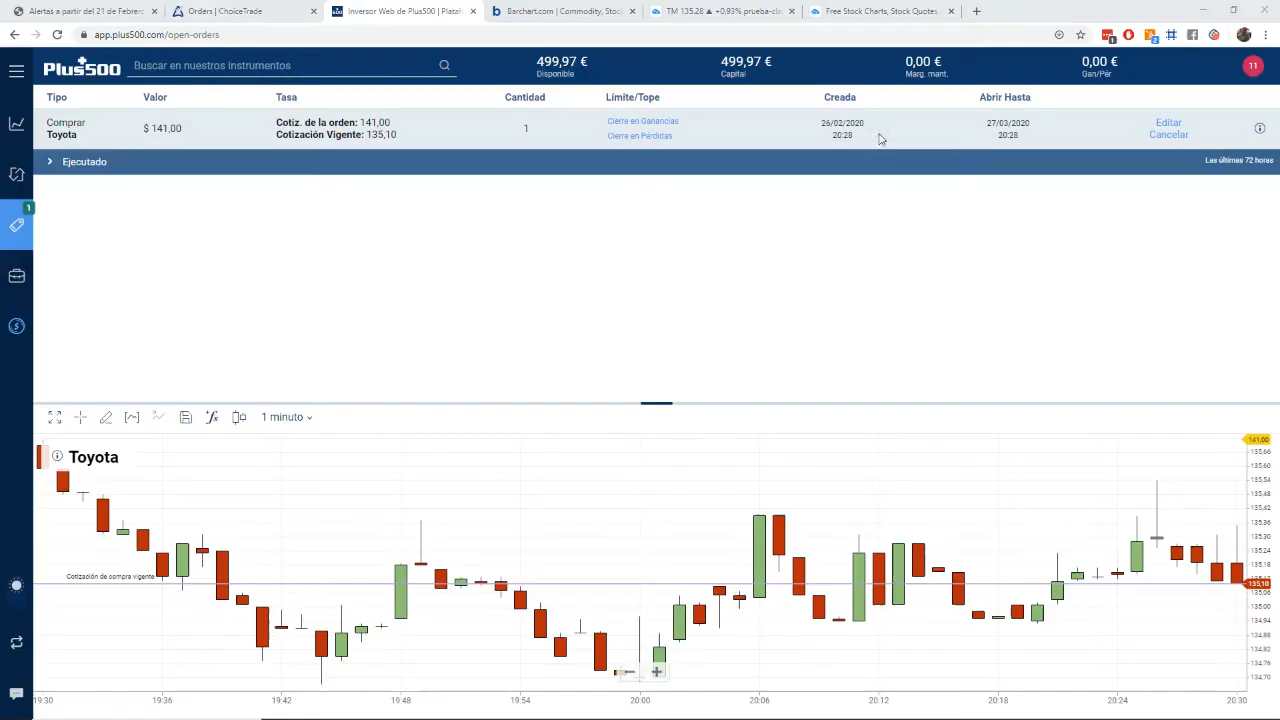 Alertas a partir del 21 de Febrero
Orders | ChoiceTrade
Inversor Web de Plus500 | Plataf
Barchart.com | Commodity, Stoc
TM 135.28 ▲ +0,93% prueba-cl
Free Stock Charts, Stock Quotes
app.plus500.com/open-orders
1
2
Plus500
Buscar en nuestros instrumentos
499,97 €
Disponible
499,97 €
Capital
0,00 €
Marg. mant.
0,00 €
Gan/Pér
11
Tipo Valor Tasa Cantidad Límite/Tope Creada Abrir Hasta
Comprar
Toyota
$ 141,00
Cotiz. de la orden: 141,00
Cotización Vigente: 135,10
1
Cierre en Ganancias
Cierre en Pérdidas
26/02/2020
20:28
27/03/2020
20:28
Editar
Cancelar
Ejecutado
Las últimas 72 horas
1
1 minuto
Toyota
Cotización de compra vigente
141,00
135,66
135,60
135,54
135,48
135,42
135,36
135,30
135,24
135,18
135,10
135,06
135,00
134,94
134,88
134,82
134,76
134,70
19:30 19:36 19:42 19:48 19:54 20:00 20:06 20:12 20:18 20:24 20:30